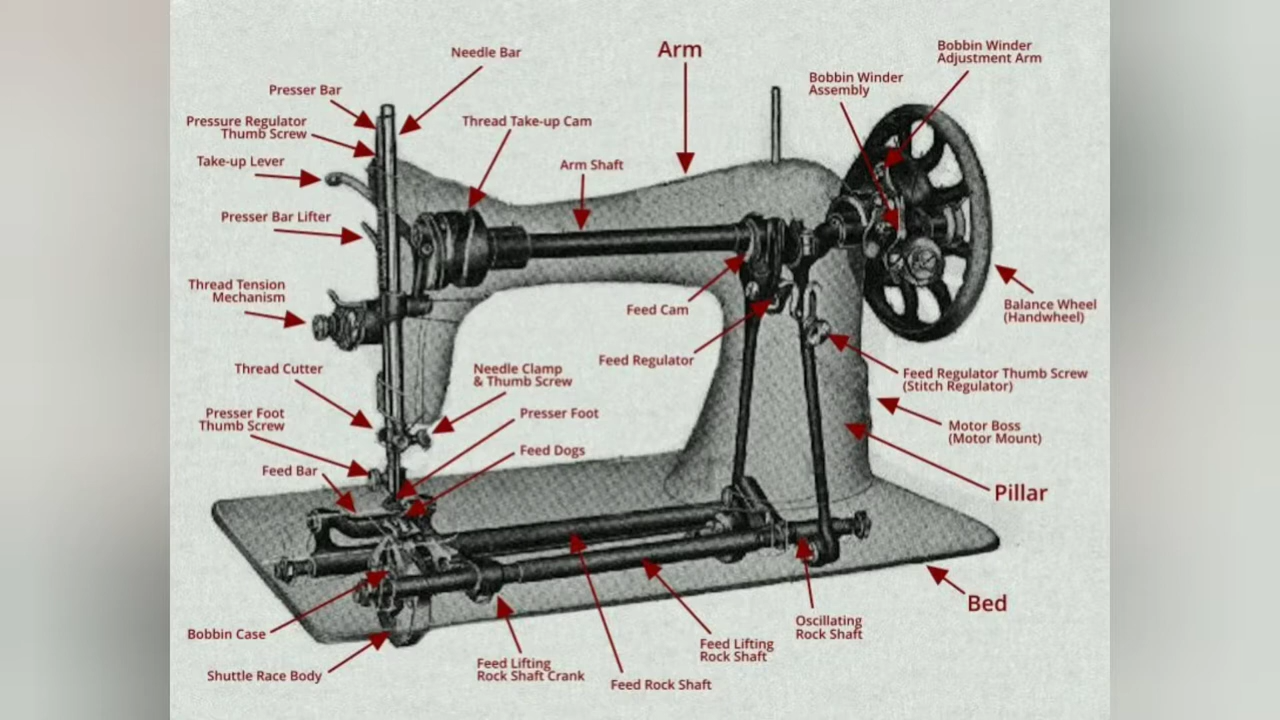 Needle Bar
Arm
Bobbin Winder
Adjustment Arm
Bobbin Winder
Assembly
Presser Bar
Pressure Regulator
Thumb Screw
Thread Take-up Cam
Take-up Lever
Arm Shaft
Presser Bar Lifter
Thread Tension
Mechanism
Feed Cam
Balance Wheel
(Handwheel)
Feed Regulator
Thread Cutter
Needle Clamp
& Thumb Screw
Feed Regulator Thumb Screw
(Stitch Regulator)
Presser Foot
Thumb Screw
Presser Foot
Motor Boss
(Motor Mount)
Feed Dogs
Feed Bar
Pillar
Bed
Bobbin Case
Oscillating
Rock Shaft
Feed Lifting
Rock Shaft
Shuttle Race Body
Feed Lifting
Rock Shaft Crank
Feed Rock Shaft